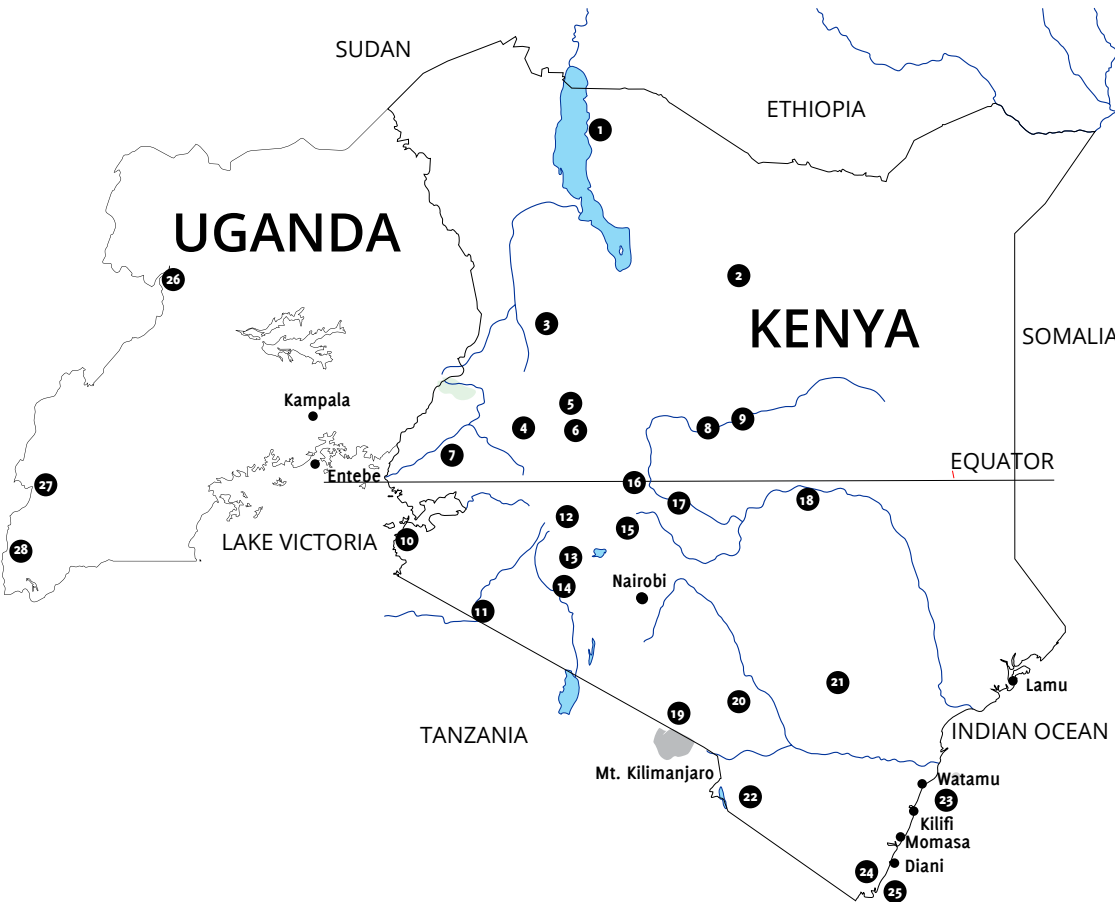 SUDAN
ETHIOPIA
1
UGANDA
26
2
KENYA
3
SOMALIA
Kampala
5
4
6
8
9
7
Entebe
EQUATOR
27
16
17
18
12
15
LAKE VICTORIA
10
28
13
14
Nairobi
11
21
Lamu
20
19
TANZANIA
INDIAN OCEAN
Mt. Kilimanjaro
Watamu
22
23
Kilifi
Momasa
24
Diani
25